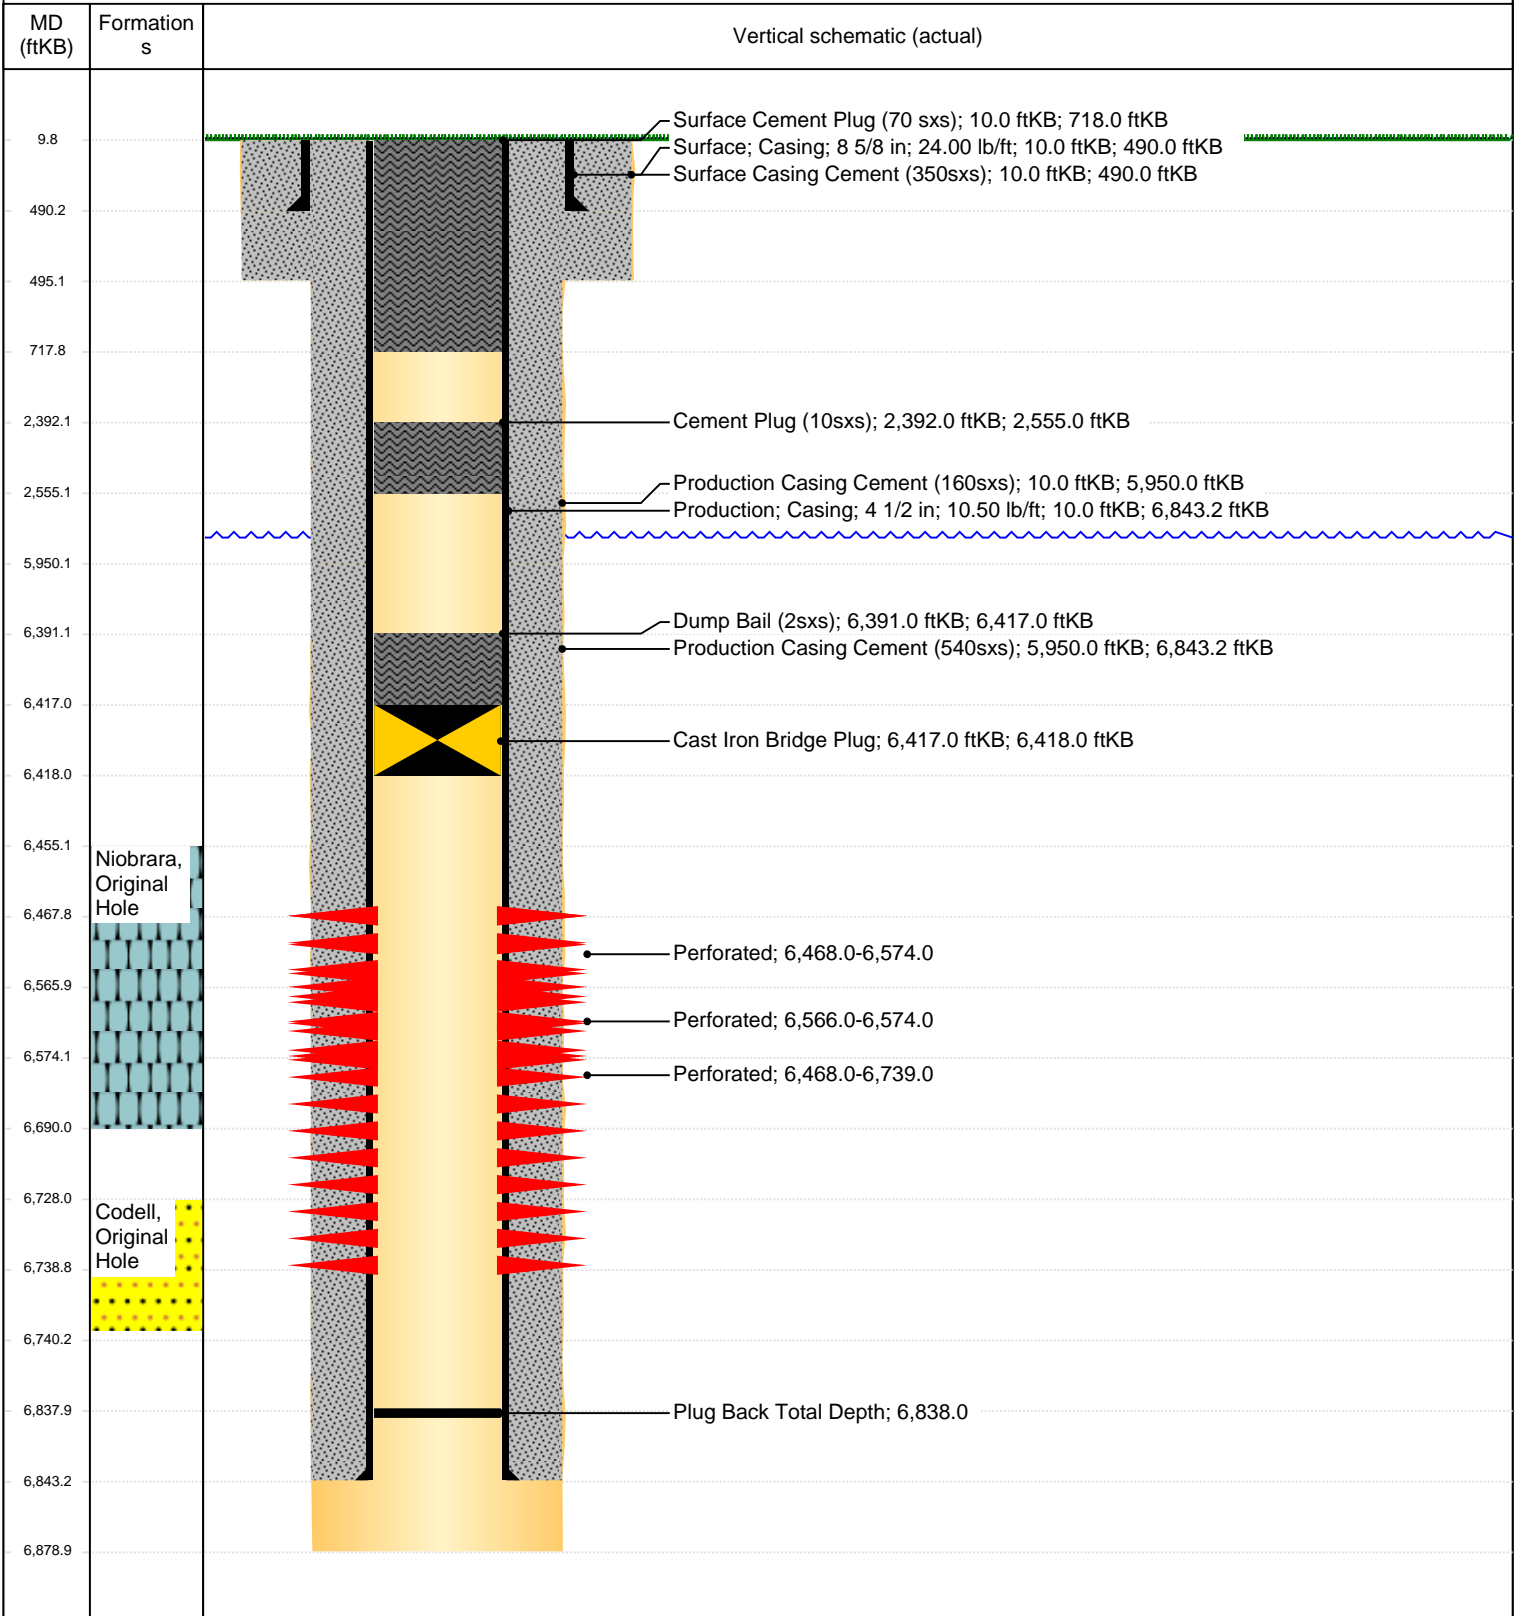 MD
(ftKB)
Formation
s
Vertical schematic (actual)
9.8
490.2
495.1
717.8
2,392.1
2,555.1
5,950.1
6,391.1
6,417.0
6,418.0
6,455.1
6,467.8
6,565.9
6,574.1
6,690.0
6,728.0
6,738.8
6,740.2
6,837.9
6,843.2
6,878.9
Niobrara,
Original
Hole
Codell,
Original
Hole
Surface Cement Plug (70 sxs); 10.0 ftKB; 718.0 ftKB
Surface; Casing; 8 5/8 in; 24.00 lb/ft; 10.0 ftKB; 490.0 ftKB
Surface Casing Cement (350sxs); 10.0 ftKB; 490.0 ftKB
Cement Plug (10sxs); 2,392.0 ftKB; 2,555.0 ftKB
Production Casing Cement (160sxs); 10.0 ftKB; 5,950.0 ftKB
Production; Casing; 4 1/2 in; 10.50 lb/ft; 10.0 ftKB; 6,843.2 ftKB
Dump Bail (2sxs); 6,391.0 ftKB; 6,417.0 ftKB
Production Casing Cement (540sxs); 5,950.0 ftKB; 6,843.2 ftKB
Cast Iron Bridge Plug; 6,417.0 ftKB; 6,418.0 ftKB
Perforated; 6,468.0-6,574.0
Perforated; 6,566.0-6,574.0
Perforated; 6,468.0-6,739.0
Plug Back Total Depth; 6,838.0